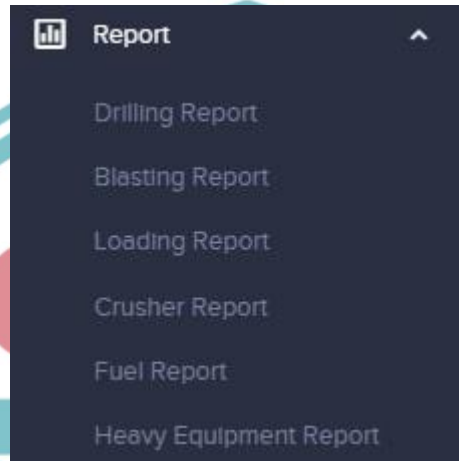 Report
Drilling Report
Blasting Report
Loading Report
Crusher Report
Fuel Report
Heavy Equipment Report